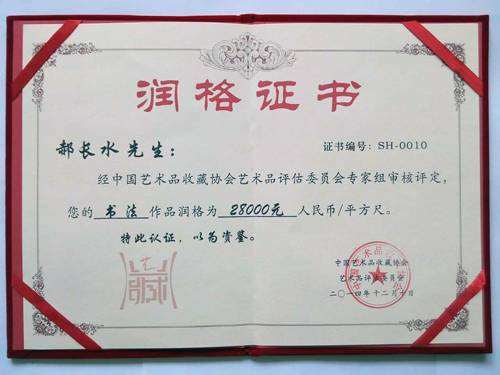 润格证书
郝长水先生：
证书编号：SH-0010
经中国艺术品收藏协会艺术品评估委员会专家组审核评定，
您的 书法 作品润格为 28000元 人民币/平方尺。
特此认证，以为资鉴。
中国艺术品收藏协会
艺术品评估委员会
二〇一四年十二月十日